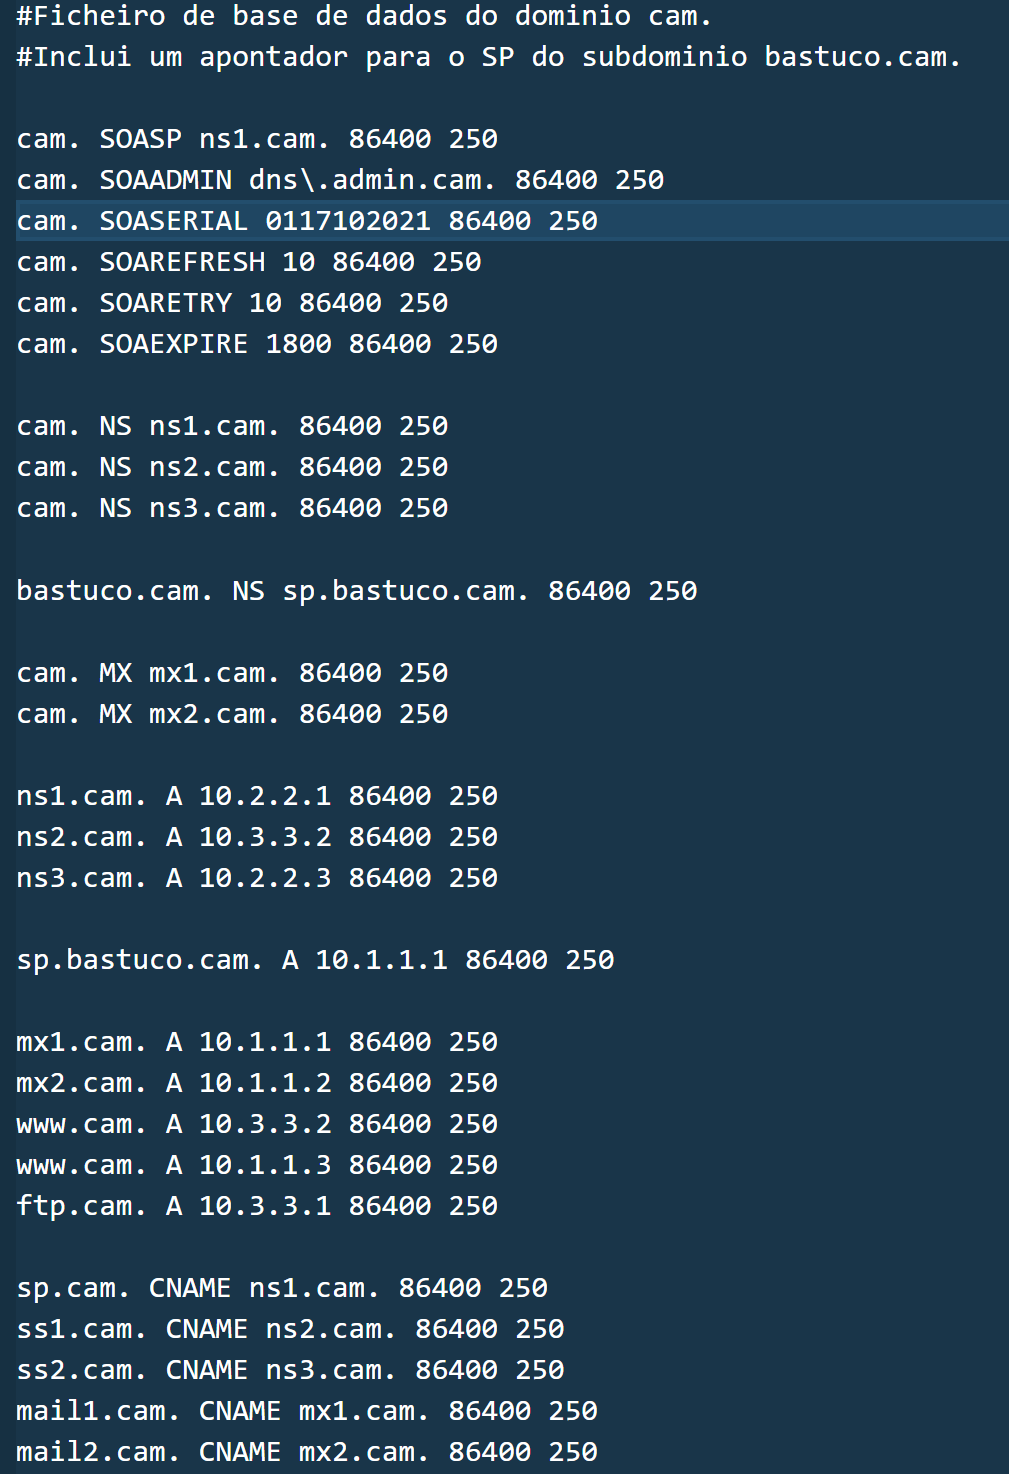 #Ficheiro de base de dados do dominio cam.
#Inclui um apontador para o SP do subdominio bastuco.cam.
cam. SOASP ns1.cam. 86400 250
cam. SOAADMIN dns\.admin.cam. 86400 250
cam. SOASERIAL 0117102021 86400 250
cam. SOAREFRESH 10 86400 250
cam. SOARETRY 10 86400 250
cam. SOAEXPIRE 1800 86400 250
cam. NS ns1.cam. 86400 250
cam. NS ns2.cam. 86400 250
cam. NS ns3.cam. 86400 250
bastuco.cam. NS sp.bastuco.cam. 86400 250
cam. MX mx1.cam. 86400 250
cam. MX mx2.cam. 86400 250
ns1.cam. A 10.2.2.1 86400 250
ns2.cam. A 10.3.3.2 86400 250
ns3.cam. A 10.2.2.3 86400 250
sp.bastuco.cam. A 10.1.1.1 86400 250
mx1.cam. A 10.1.1.1 86400 250
mx2.cam. A 10.1.1.2 86400 250
www.cam. A 10.3.3.2 86400 250
www.cam. A 10.1.1.3 86400 250
ftp.cam. A 10.3.3.1 86400 250
sp.cam. CNAME ns1.cam. 86400 250
ss1.cam. CNAME ns2.cam. 86400 250
ss2.cam. CNAME ns3.cam. 86400 250
mail1.cam. CNAME mx1.cam. 86400 250
mail2.cam. CNAME mx2.cam. 86400 250